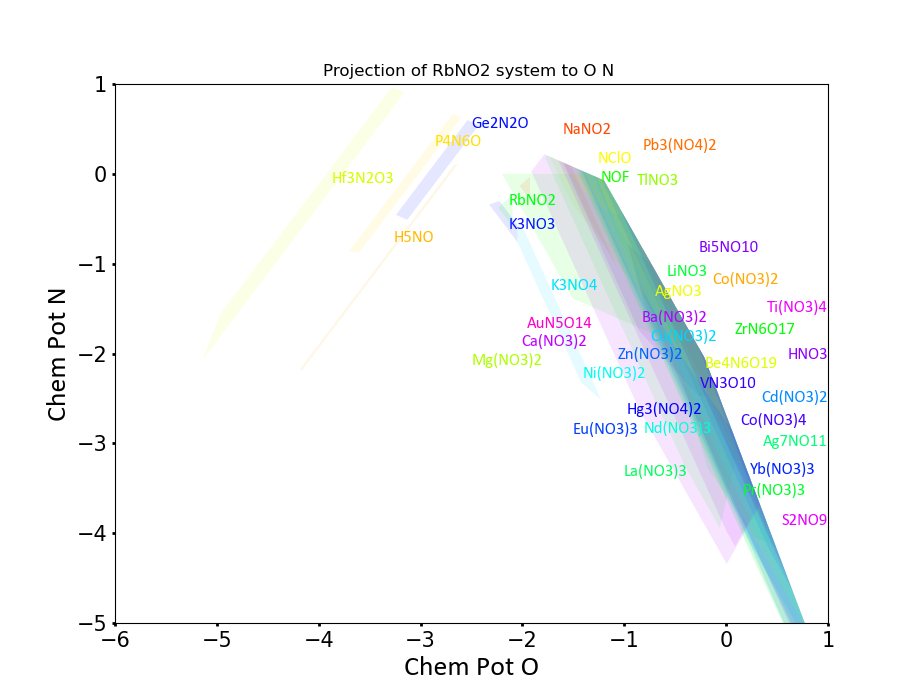 Projection of RbNO2 system to O N
1
0
−1
−2
−3
−4
−5
Chem Pot N
Ge2N2O
NaNO2
P4N6O
Pb3(NO4)2
NClO
Hf3N2O3
NOF
TlNO3
RbNO2
K3NO3
H5NO
Bi5NO10
LiNO3
Co(NO3)2
K3NO4
AgNO3
Ti(NO3)4
AuN5O14
Ba(NO3)2
ZrN6O17
Ca(NO3)2
Zn(NO3)2
HNO3
Mg(NO3)2
Be4N6O19
Ni(NO3)2
VN3O10
Cd(NO3)2
Hg3(NO4)2
Co(NO3)4
Eu(NO3)3
Nd(NO3)3
Ag7NO11
La(NO3)3
Yb(NO3)3
Pr(NO3)3
S2NO9
−6
−5
−4
−3
−2
−1
0
1
Chem Pot O